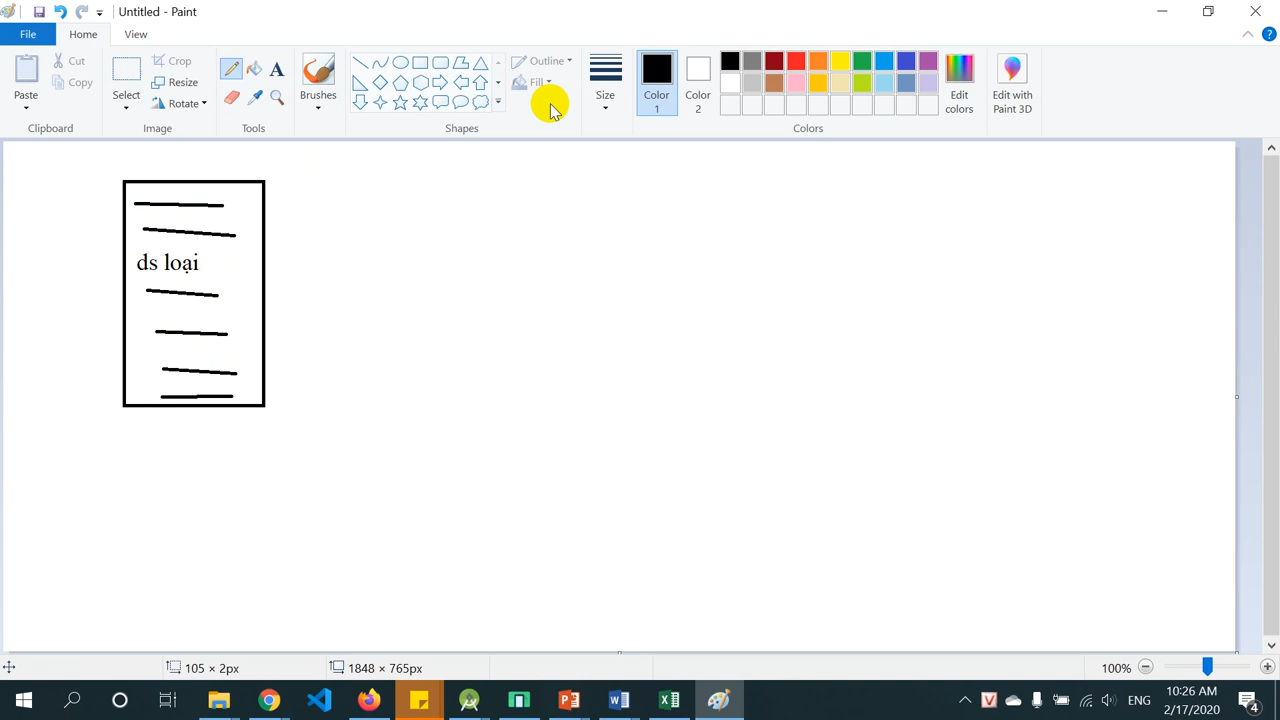 Untitled - Paint
File
Home
View
Cut
Copy
Paste
Clipboard
Crop
Resize
Rotate
Select
Image
Tools
Brushes
Outline
Fill
Shapes
Size
Color 1
Color 2
Colors
Edit colors
Edit with Paint 3D
ds loại
105 × 2px
1848 × 765px
100%
ENG
10:26 AM
2/17/2020
4